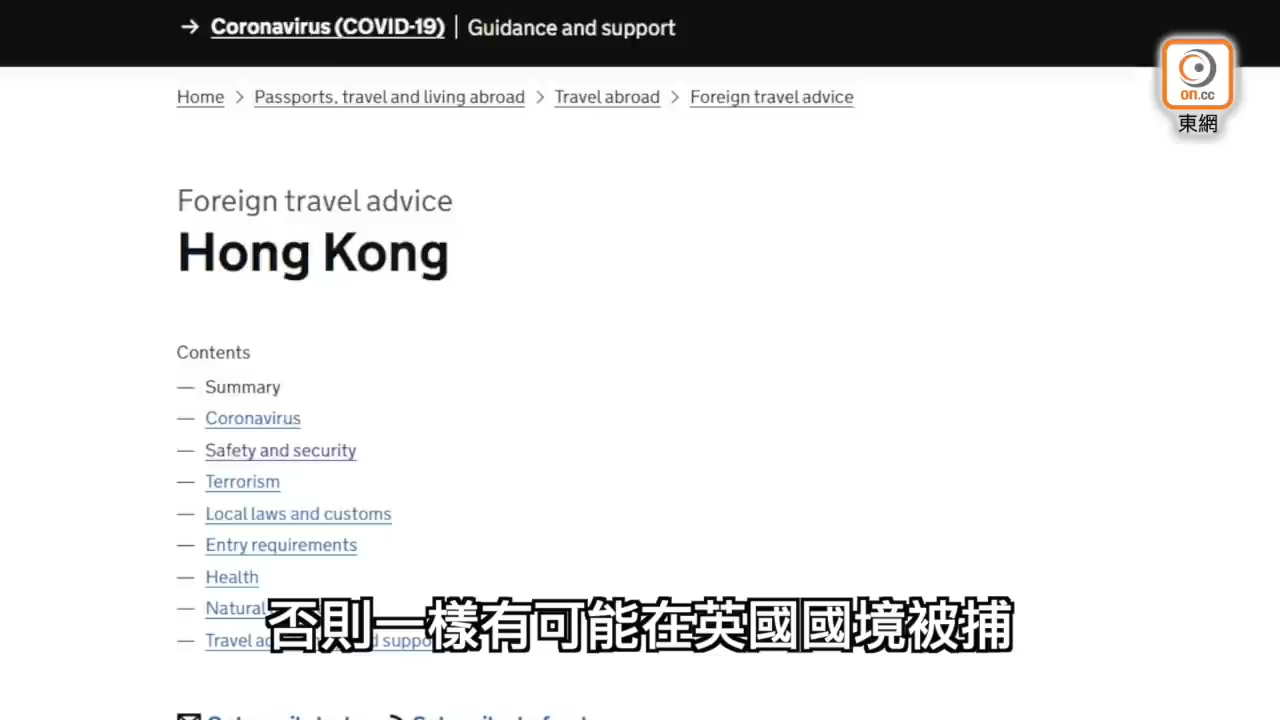 → Coronavirus (COVID-19) | Guidance and support
on.cc
東網
Home > Passports, travel and living abroad > Travel abroad > Foreign travel advice
Foreign travel advice
Hong Kong
Contents
— Summary
— Coronavirus
— Safety and security
— Terrorism
— Local laws and customs
— Entry requirements
— Health
— Natural
— Travel
否則一樣有可能在英國國境被捕